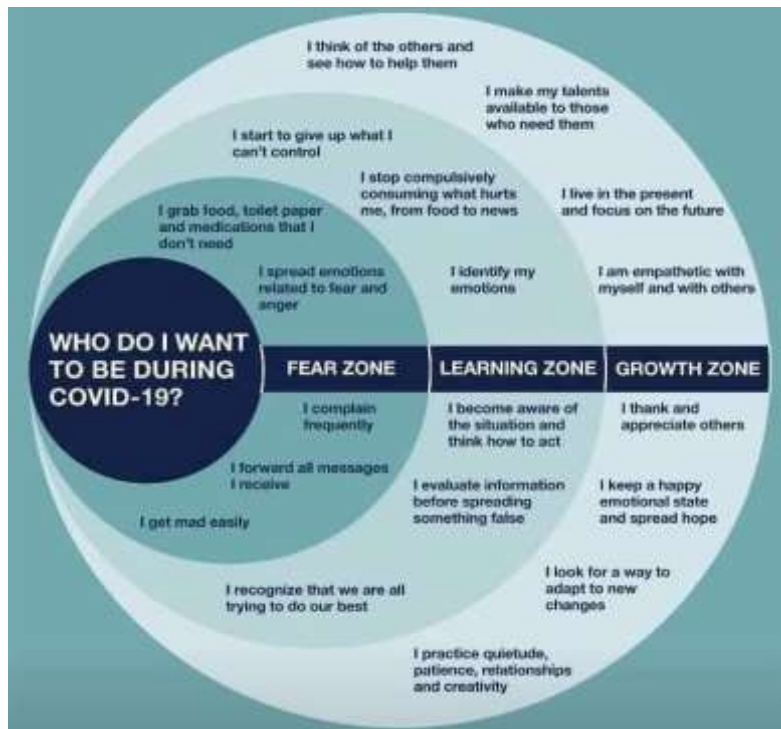 I think of the others and
see how to help them
I make my talents
available to those
who need them
I start to give up what I
can't control
I stop compulsively
consuming what hurts
me, from food to news
I live in the present
and focus on the future
I grab food, toilet paper
and medications that I
don't need
I spread emotions
related to fear and
anger
I identify my
emotions
I am empathetic with
myself and with others
WHO DO I WANT
TO BE DURING
COVID-19?
FEAR ZONE
LEARNING ZONE
GROWTH ZONE
I complain
frequently
I become aware of
the situation and
think how to act
I thank and
appreciate others
I forward all messages
I receive
I evaluate information
before spreading
something false
I keep a happy
emotional state
and spread hope
I get mad easily
I recognize that we are all
trying to do our best
I look for a way to
adapt to new
changes
I practice quietude,
patience, relationships
and creativity